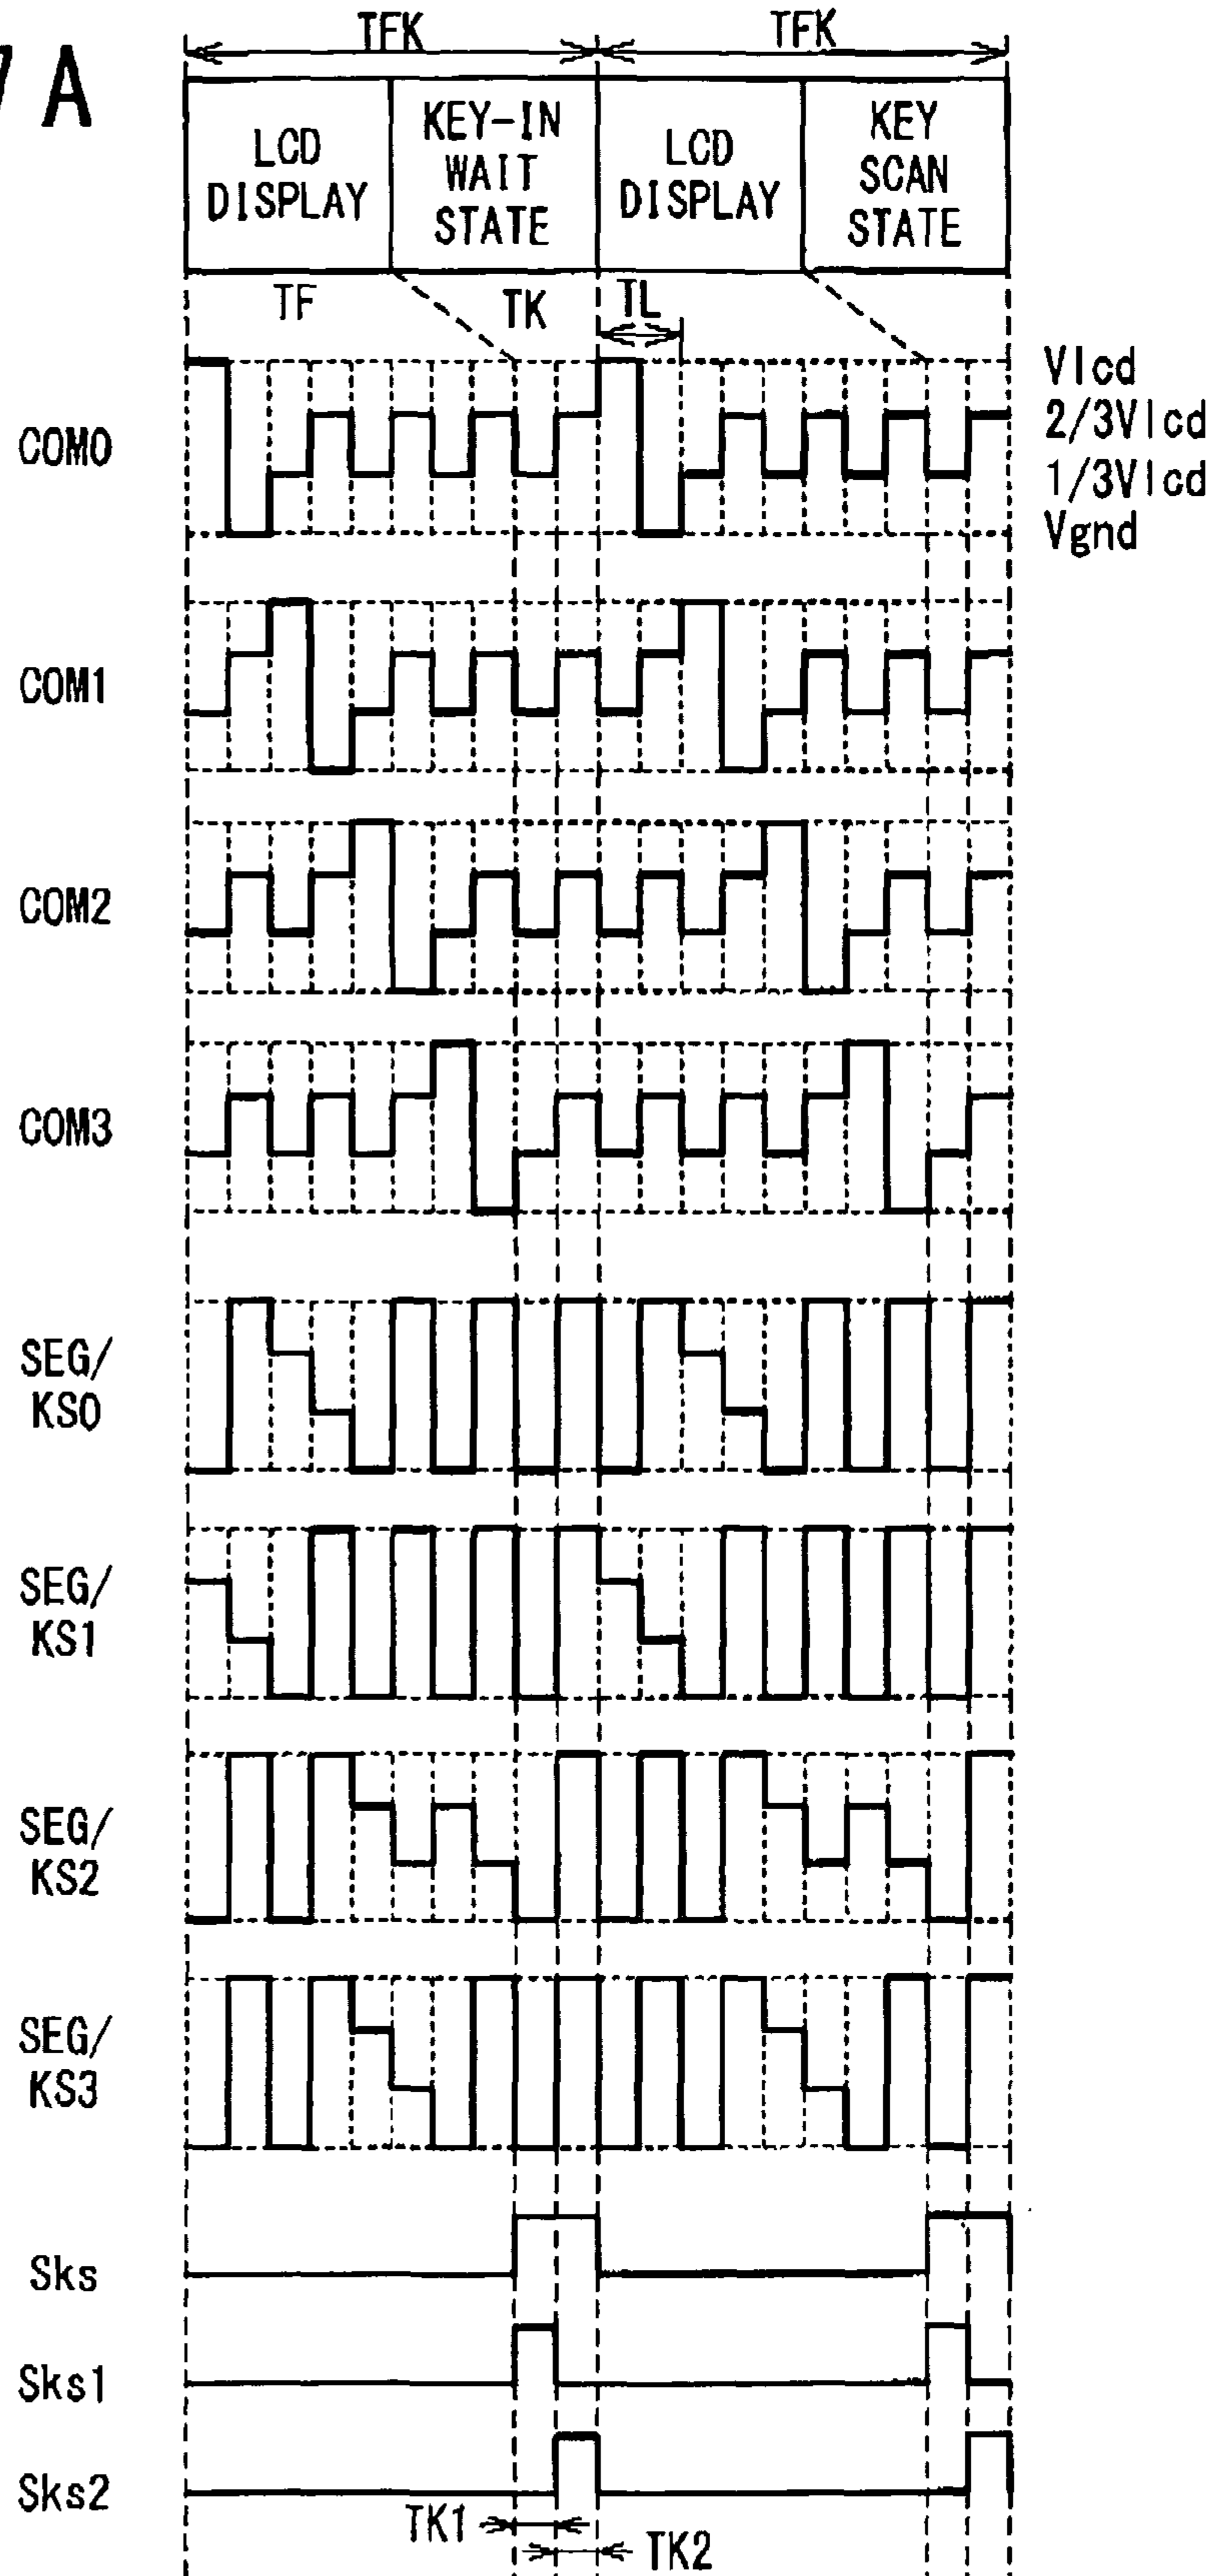 7 A
TFK TFK
LCD
DISPLAY
KEY-IN
WAIT
STATE
LCD
DISPLAY
KEY
SCAN
STATE
TF TK TL
Vlcd
2/3Vlcd
1/3Vlcd
Vgnd
COM0
COM1
COM2
COM3
SEG/
KS0
SEG/
KS1
SEG/
KS2
SEG/
KS3
Sks
Sks1
Sks2
TK1
TK2